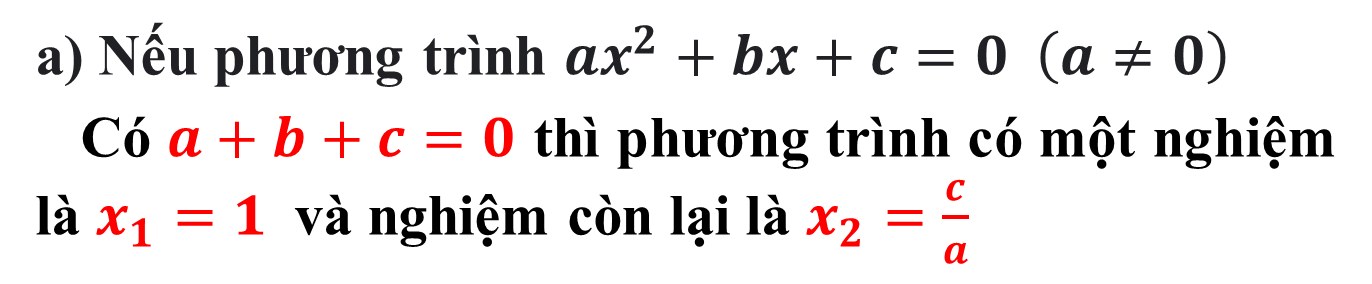 a) Nếu phương trình ax² + bx + c = 0 (a ≠ 0)
Có a + b + c = 0 thì phương trình có một nghiệm
là x₁ = 1 và nghiệm còn lại là x₂ = c/a